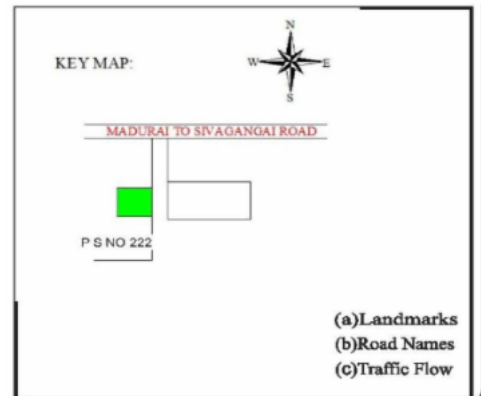 N
KEY MAP:
W E
S
MADURAI TO SIVAGANGAI ROAD
P S NO 222
(a)Landmarks
(b)Road Names
(c)Traffic Flow